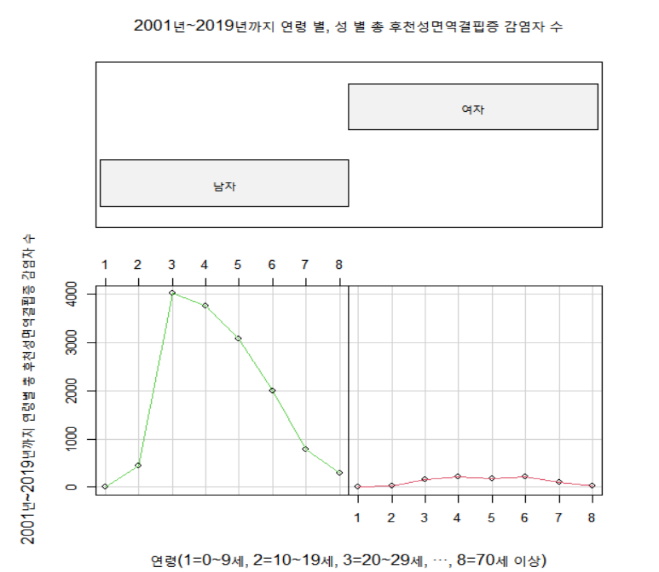 2001년~2019년까지 연령 별, 성 별 총 후천성면역결핍증 감염자 수
여자
남자
2001년~2019년까지 연령별 총 후천성면역결핍증 감염자 수
1 2 3 4 5 6 7 8
4000
3000
2000
1000
0
1 2 3 4 5 6 7 8
연령(1=0~9세, 2=10~19세, 3=20~29세, ⋯, 8=70세 이상)